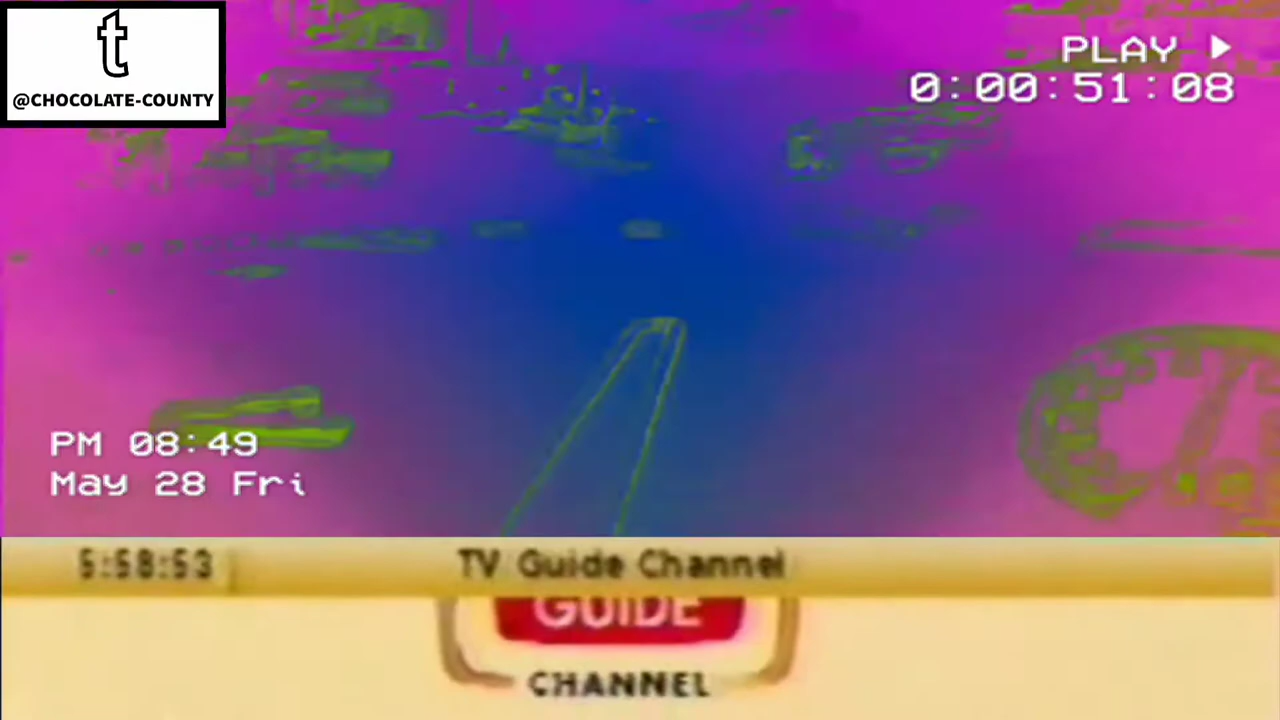 t
@CHOCOLATE-COUNTY
PLAY
0:00:51:08
PM 08:49
May 28 Fri
5:58:53
TV Guide Channel
GUIDE
CHANNEL